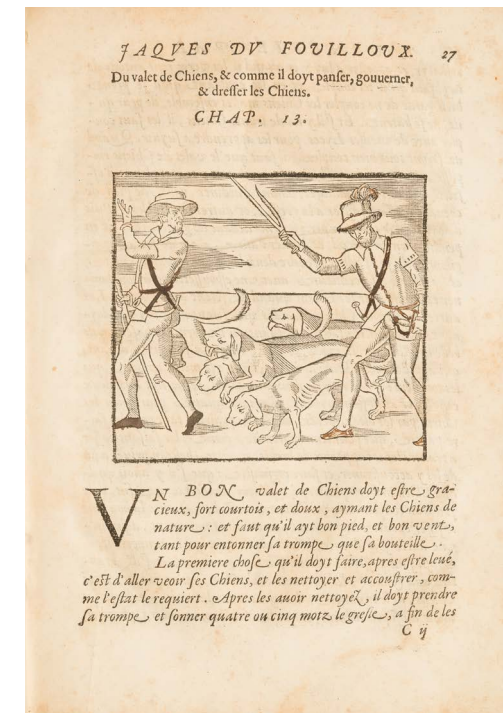 JAQVES DV FOVILLOVX. 27
Du valet de Chiens, & comme il doyt panſer, gouuerner,
& dreſſer les Chiens.
CHAP. 13.
VN BON valet de Chiens doyt eſtre gra-
cieux, fort courtois, et doux, aymant les Chiens de
nature : et faut qu'il ayt bon pied, et bon vent,
tant pour entonner ſa trompe que ſa bouteille.
La premiere choſe qu'il doyt faire, apres eſtre leué,
c'eſt d'aller veoir ſes Chiens, et les nettoyer et accouſtrer, com-
me l'eſtat le requiert. Apres les auoir nettoyez, il doyt prendre
ſa trompe et ſonner quatre ou cinq motz le greſle, a fin de les
C ij